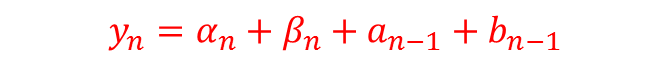 yₙ = αₙ + βₙ + aₙ₋₁ + bₙ₋₁